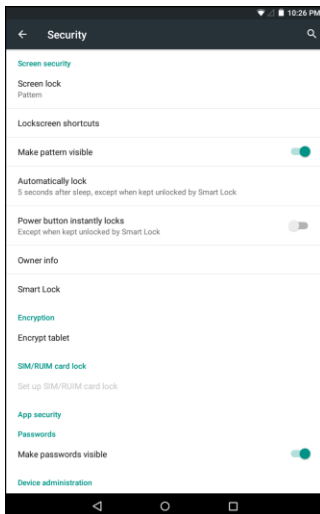 10:26 PM
Security
Screen security
Screen lock
Pattern
Lockscreen shortcuts
Make pattern visible
Automatically lock
5 seconds after sleep, except when kept unlocked by Smart Lock
Power button instantly locks
Except when kept unlocked by Smart Lock
Owner info
Smart Lock
Encryption
Encrypt tablet
SIM/RUIM card lock
Set up SIM/RUIM card lock
App security
Passwords
Make passwords visible
Device administration